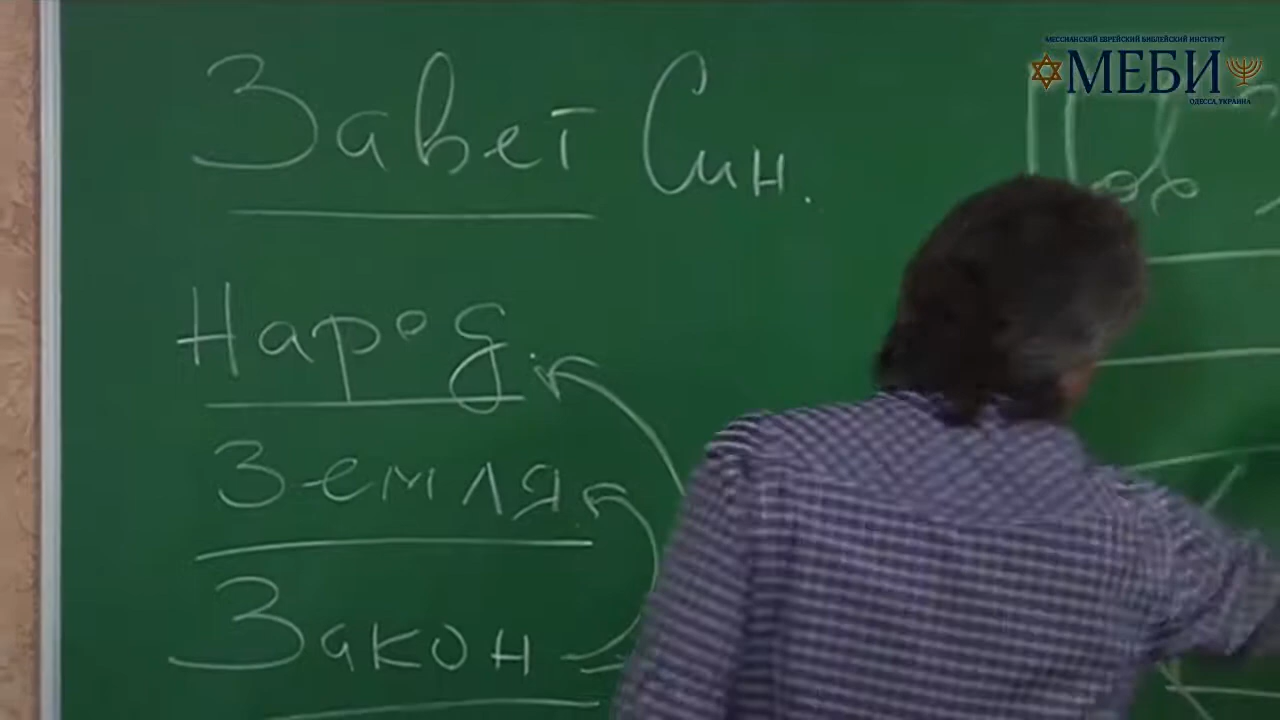 МЕССИАНСКИЙ ЕВРЕЙСКИЙ БИБЛЕЙСКИЙ ИНСТИТУТ
МЕБИ
ОДЕССА, УКРАИНА
Завет Син.
Народ
Земля
Закон